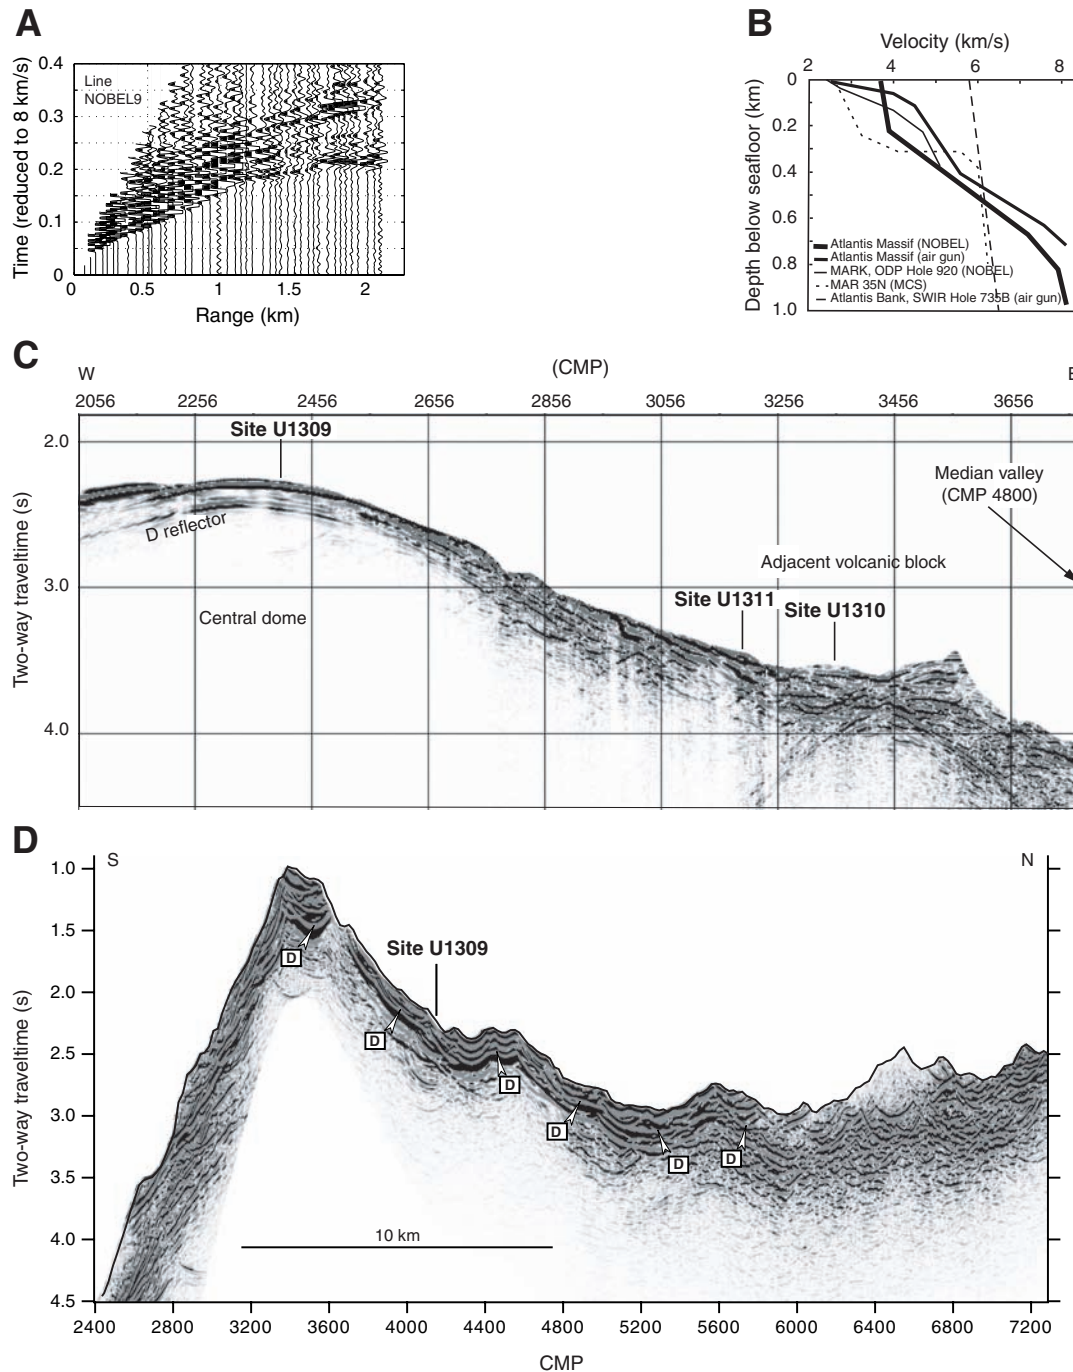 A
Line
NOBEL9
Time (reduced to 8 km/s)
0.4
0.3
0.2
0.1
0
0 0.5 1 1.5 2
Range (km)
B
Velocity (km/s)
2 4 6 8
Depth below seafloor (km)
0
0.2
0.4
0.6
0.8
1.0
Atlantis Massif (NOBEL)
Atlantis Massif (air gun)
MARK, ODP Hole 920 (NOBEL)
MAR 35N (MCS)
Atlantis Bank, SWIR Hole 735B (air gun)
C
W
(CMP)
2056 2256 2456 2656 2856 3056 3256 3456 3656
Two-way traveltime (s)
2.0
3.0
4.0
Site U1309
D reflector
Central dome
Site U1311
Site U1310
Adjacent volcanic block
Median valley
(CMP 4800)
D
S
N
Two-way traveltime (s)
1.0
1.5
2.0
2.5
3.0
3.5
4.0
4.5
Site U1309
D
D
D
D
D
D
10 km
2400 2800 3200 3600 4000 4400 4800 5200 5600 6000 6400 6800 7200
CMP